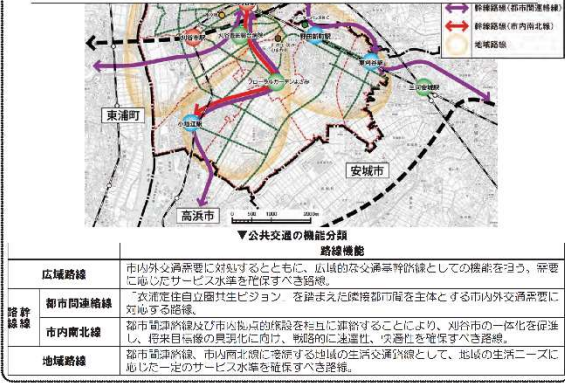 幹線路線(都市間連絡線)
幹線路線(市内南北線)
地域路線
刈谷市駅
野田新町駅
東刈谷駅
三河安城駅
フローラルガーデンよさみ
小垣江駅
東浦町
安城市
高浜市
0 500 1000 2000m
▼公共交通の機能分類
路線機能
広域路線
市内外交通需要に対処するとともに、広域的な交通基幹路線としての機能を担う、需要
に応じたサービス水準を確保すべき路線。
幹線路線
都市間連絡線
「衣浦定住自立圏共生ビジョン」を踏まえた隣接都市間を主体とする市内外交通需要に
対応する路線。
市内南北線
都市間連絡線及び市内拠点的施設を相互に連絡することにより、刈谷市の一体化を促進
し、将来目標像の具現化に向け、戦略的に速達性、快適性を確保すべき路線。
地域路線
都市間連絡線、市内南北線に接続する地域の生活交通路線として、地域の生活ニーズに
応じた一定のサービス水準を確保すべき路線。